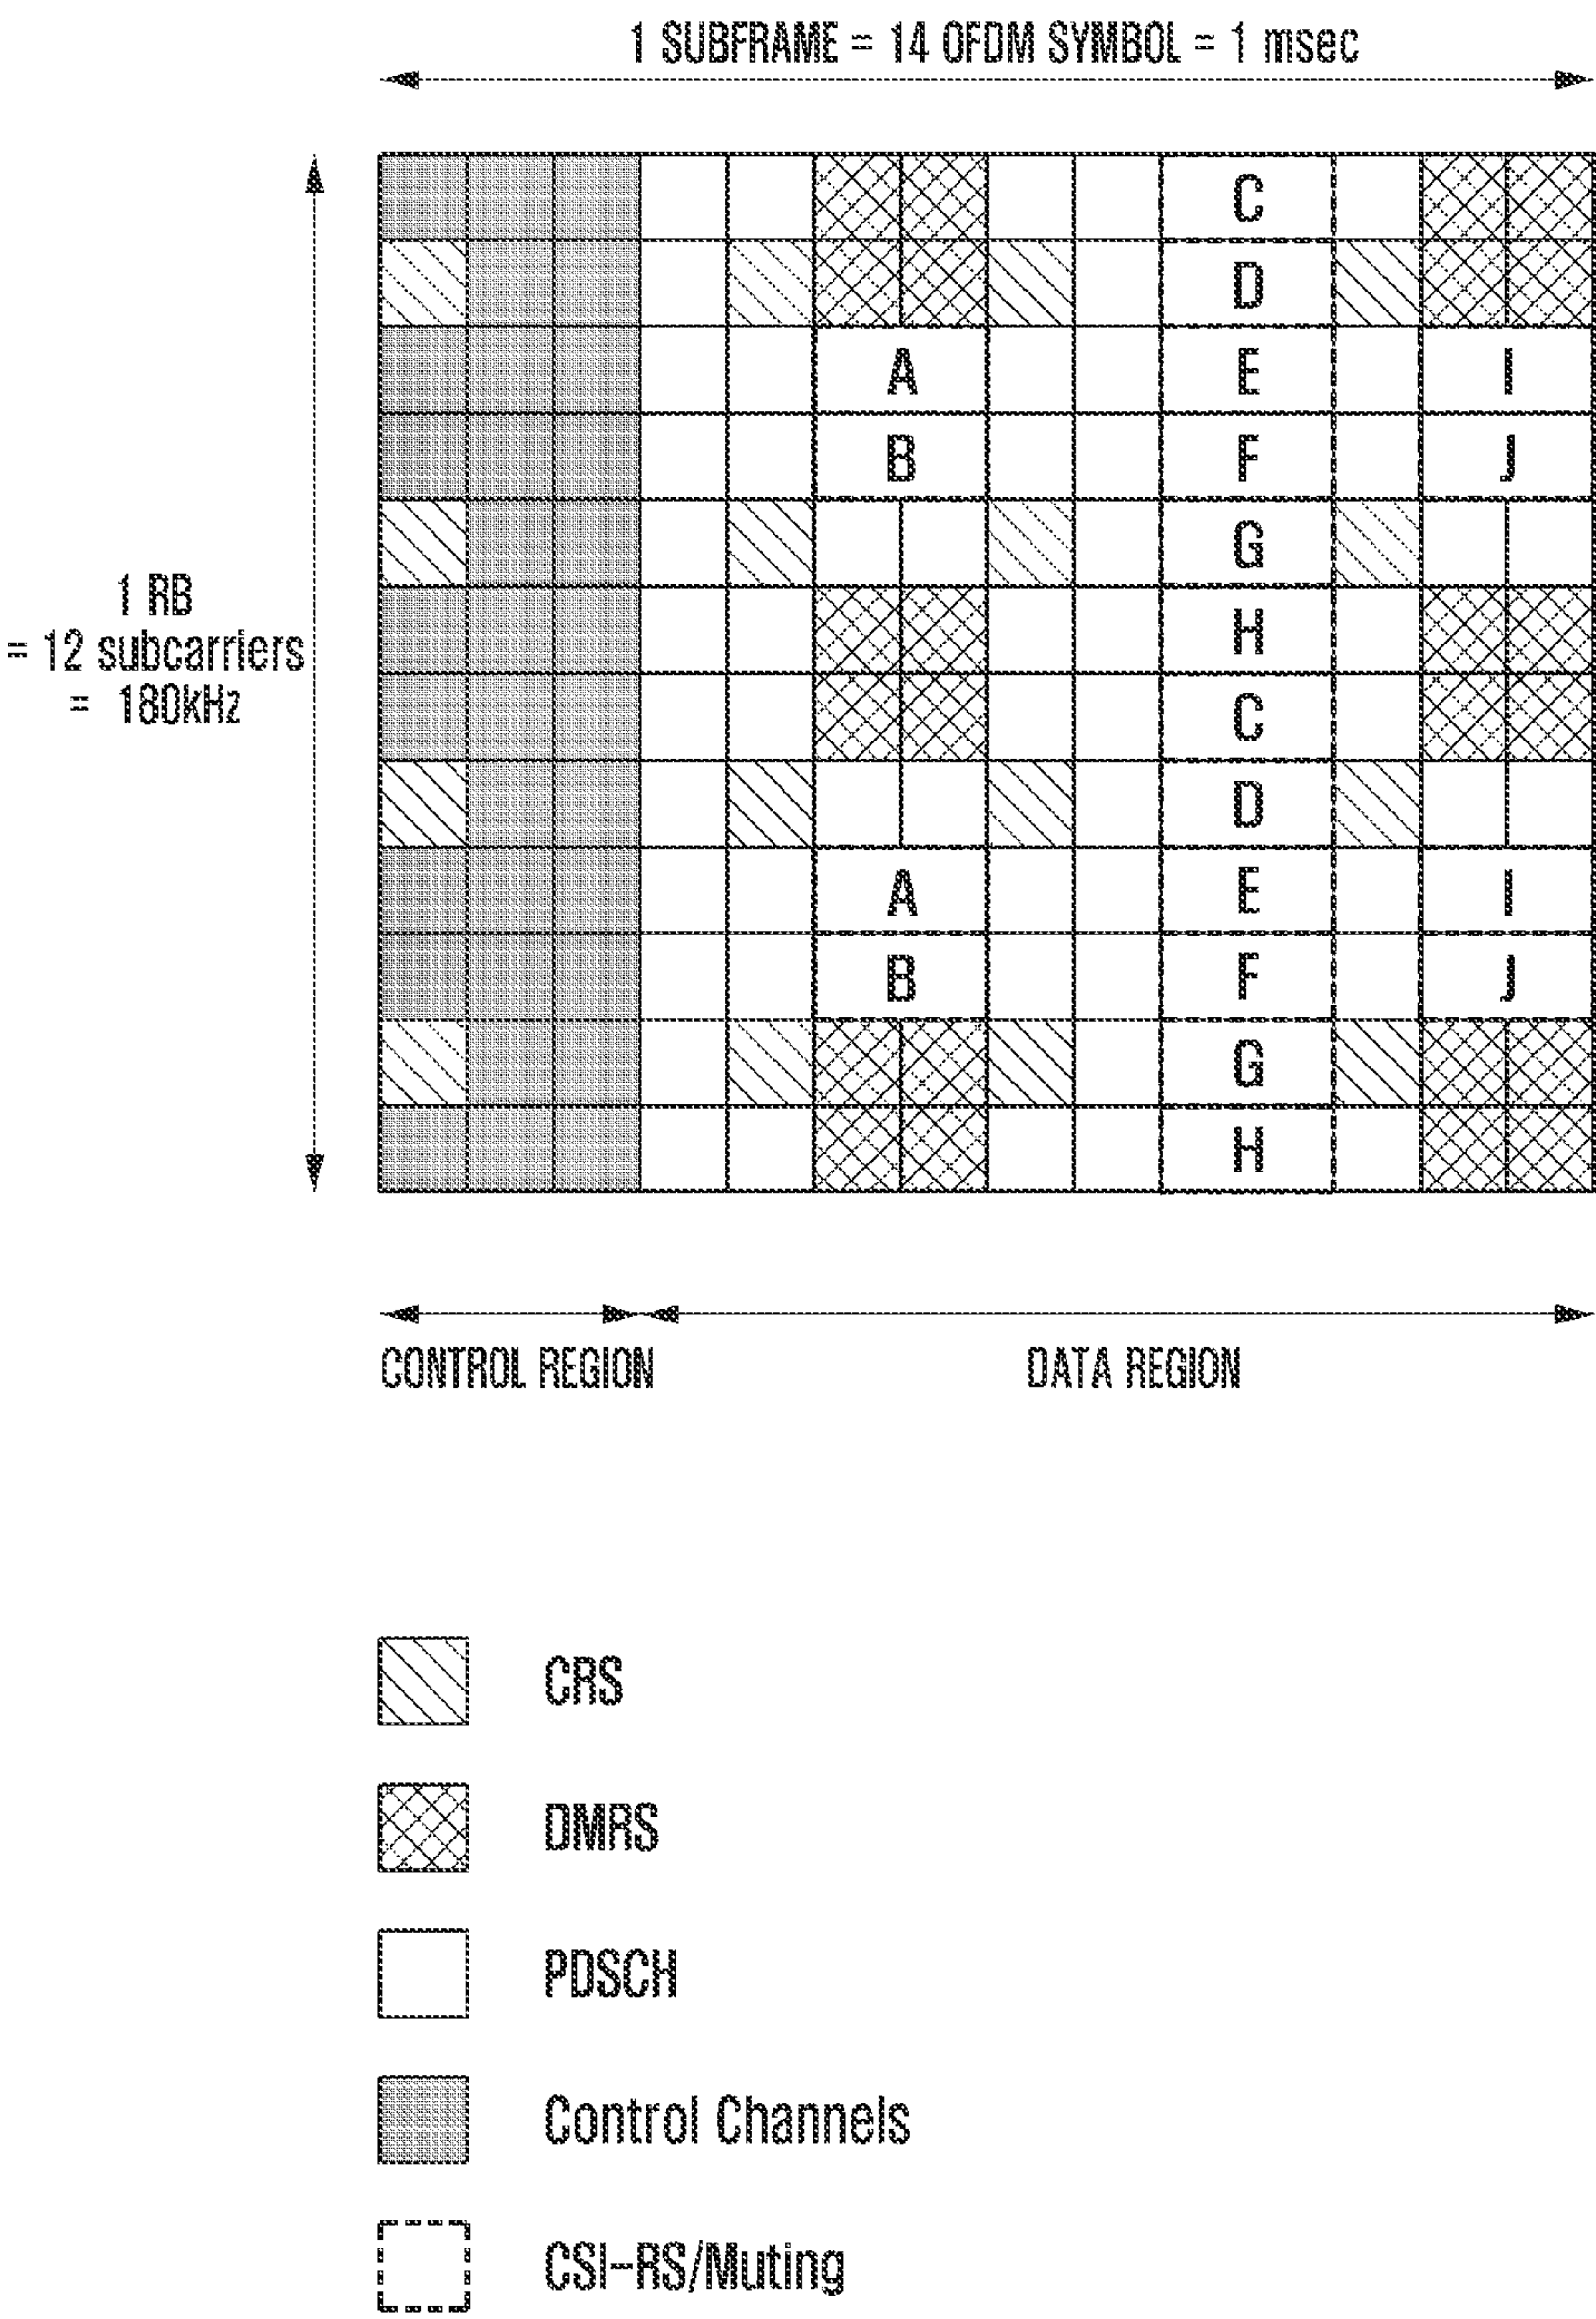 1 SUBFRAME = 14 OFDM SYMBOL = 1 msec
C
D
A E I
B F J
G
1 RB
= 12 subcarriers
= 180kHz
H
C
D
A E I
B F J
G
H
CONTROL REGION DATA REGION
CRS
DMRS
PDSCH
Control Channels
CSI-RS/Muting